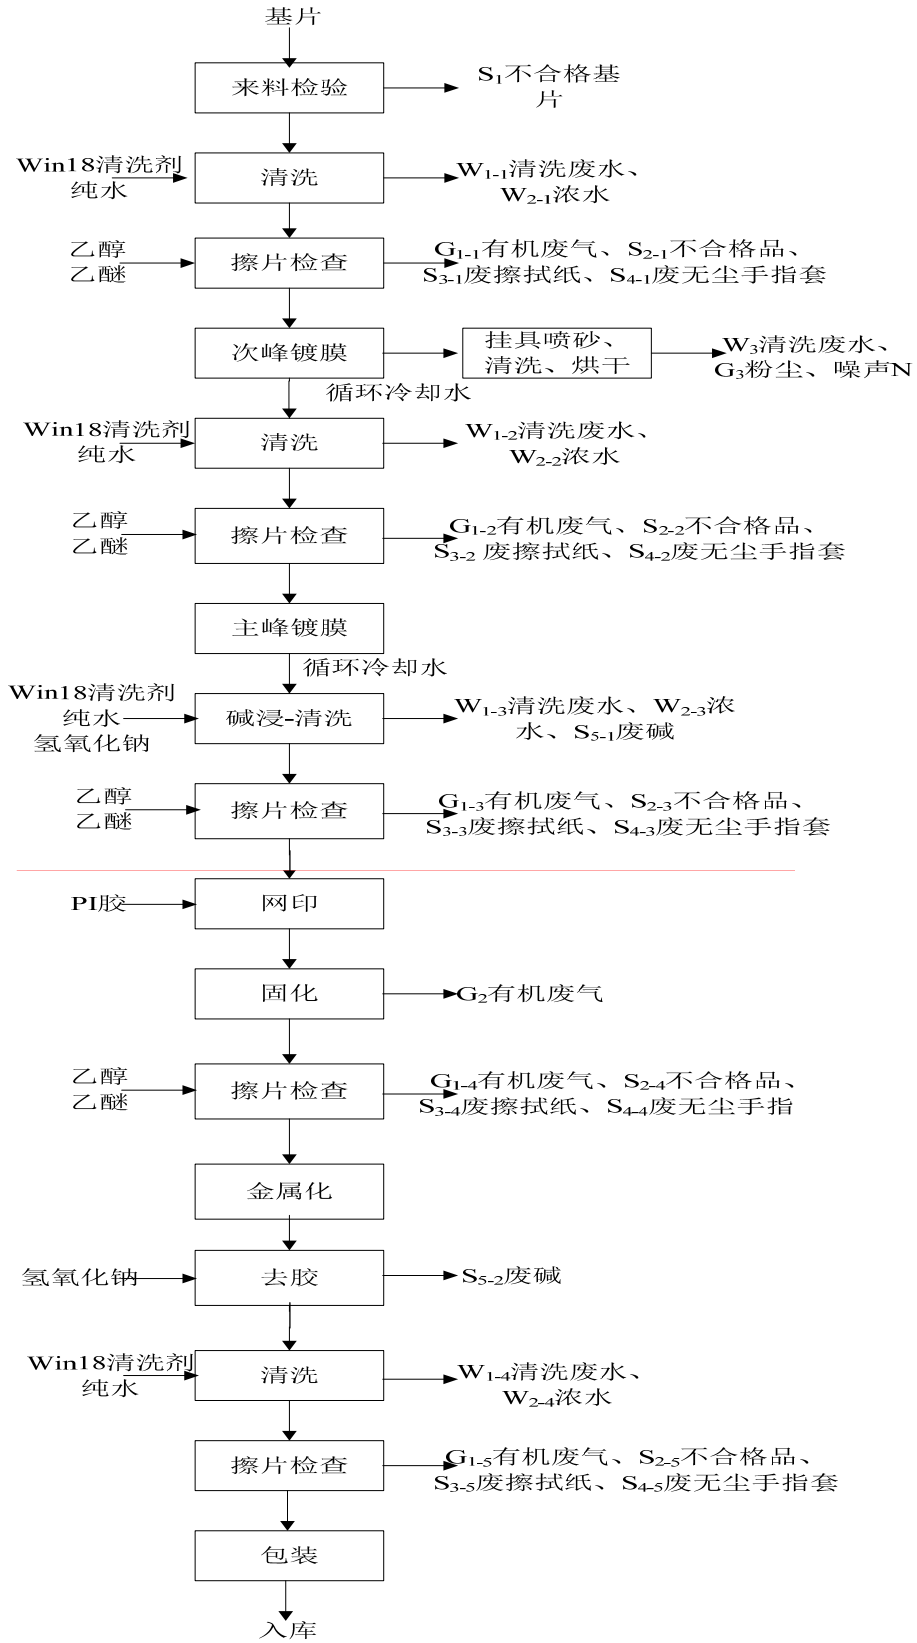 基片
来料检验
S1不合格基
片
Win18清洗剂
纯水
清洗
W1-1清洗废水、
W2-1浓水
乙醇
乙醚
擦片检查
G1-1有机废气、S2-1不合格品、
S3-1废擦拭纸、S4-1废无尘手指套
次峰镀膜
挂具喷砂、
清洗、烘干
W3清洗废水、
G3粉尘、噪声N
循环冷却水
Win18清洗剂
纯水
清洗
W1-2清洗废水、
W2-2浓水
乙醇
乙醚
擦片检查
G1-2有机废气、S2-2不合格品、
S3-2 废擦拭纸、S4-2废无尘手指套
主峰镀膜
循环冷却水
Win18清洗剂
纯水
氢氧化钠
碱浸-清洗
W1-3清洗废水、W2-3浓
水、S5-1废碱
乙醇
乙醚
擦片检查
G1-3有机废气、S2-3不合格品、
S3-3废擦拭纸、S4-3废无尘手指套
PI胶
网印
固化
G2有机废气
乙醇
乙醚
擦片检查
G1-4有机废气、S2-4不合格品、
S3-4废擦拭纸、S4-4废无尘手指
金属化
氢氧化钠
去胶
S5-2废碱
Win18清洗剂
纯水
清洗
W1-4清洗废水、
W2-4浓水
擦片检查
G1-5有机废气、S2-5不合格品、
S3-5废擦拭纸、S4-5废无尘手指套
包装
入库